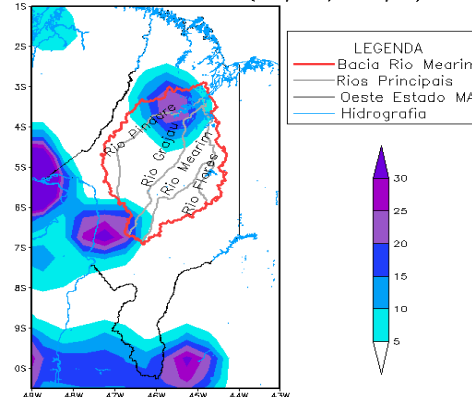 1S
2S
3S
4S
5S
6S
7S
8S
9S
0S
48W
47W
46W
45W
44W
43W
Rio Pindare
Rio Grajau
Rio Mearim
Rio Flores
LEGENDA
Bacia Rio Mearim
Rios Principais
Oeste Estado MA
Hidrografia
30
25
20
15
10
5